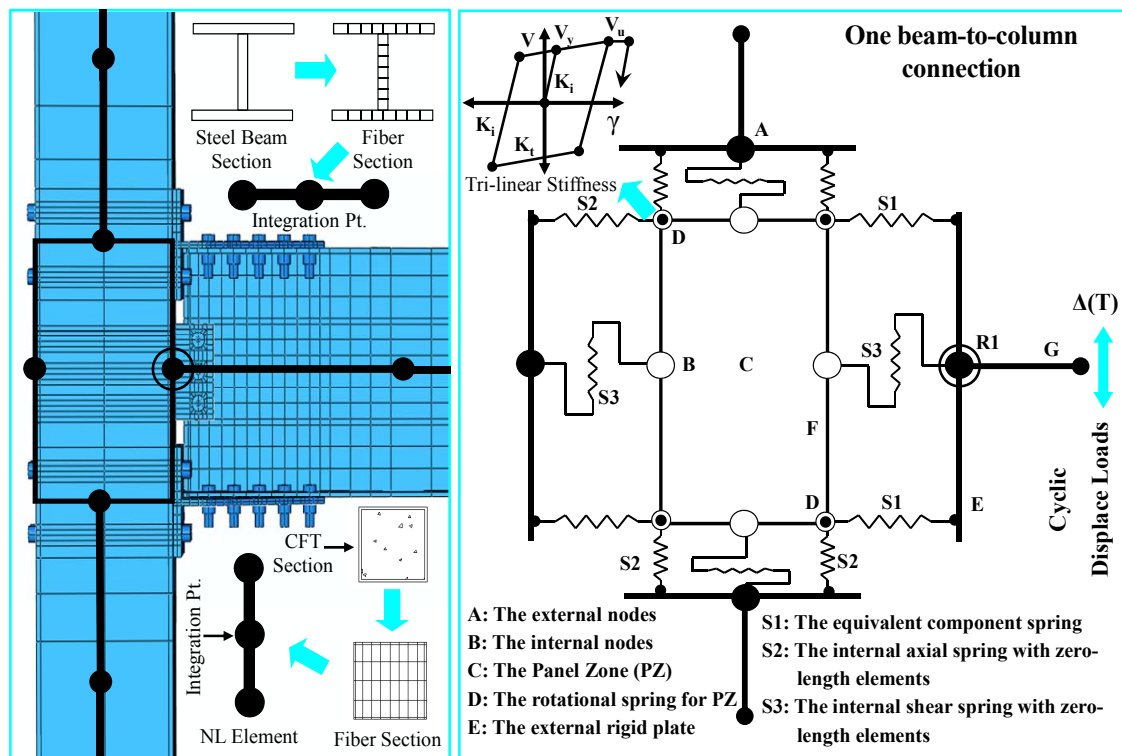 Steel Beam
Section
Fiber
Section
Integration Pt.
CFT
Section
Integration Pt.
NL Element
Fiber Section
One beam-to-column
connection
V
Vy
Vu
Ki
γ
Ki
Kt
Tri-linear Stiffness
A
S2
S1
D
Δ(T)
R1
G
S3
B
C
S3
F
D
S1
E
S2
S2
Cyclic
Displace Loads
A: The external nodes
B: The internal nodes
C: The Panel Zone (PZ)
D: The rotational spring for PZ
E: The external rigid plate
S1: The equivalent component spring
S2: The internal axial spring with zero-
length elements
S3: The internal shear spring with zero-
length elements